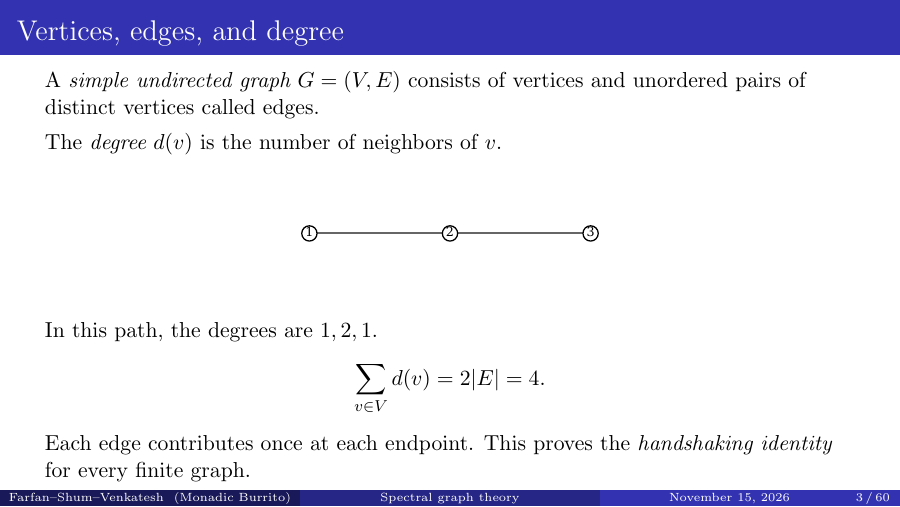 Vertices, edges, and degree
A simple undirected graph G = (V, E) consists of vertices and unordered pairs of
distinct vertices called edges.
The degree d(v) is the number of neighbors of v.
1 2 3
In this path, the degrees are 1, 2, 1.
∑_{v∈V} d(v) = 2|E| = 4.
Each edge contributes once at each endpoint. This proves the handshaking identity
for every finite graph.
Farfan–Shum–Venkatesh (Monadic Burrito) Spectral graph theory November 15, 2026 3 / 60